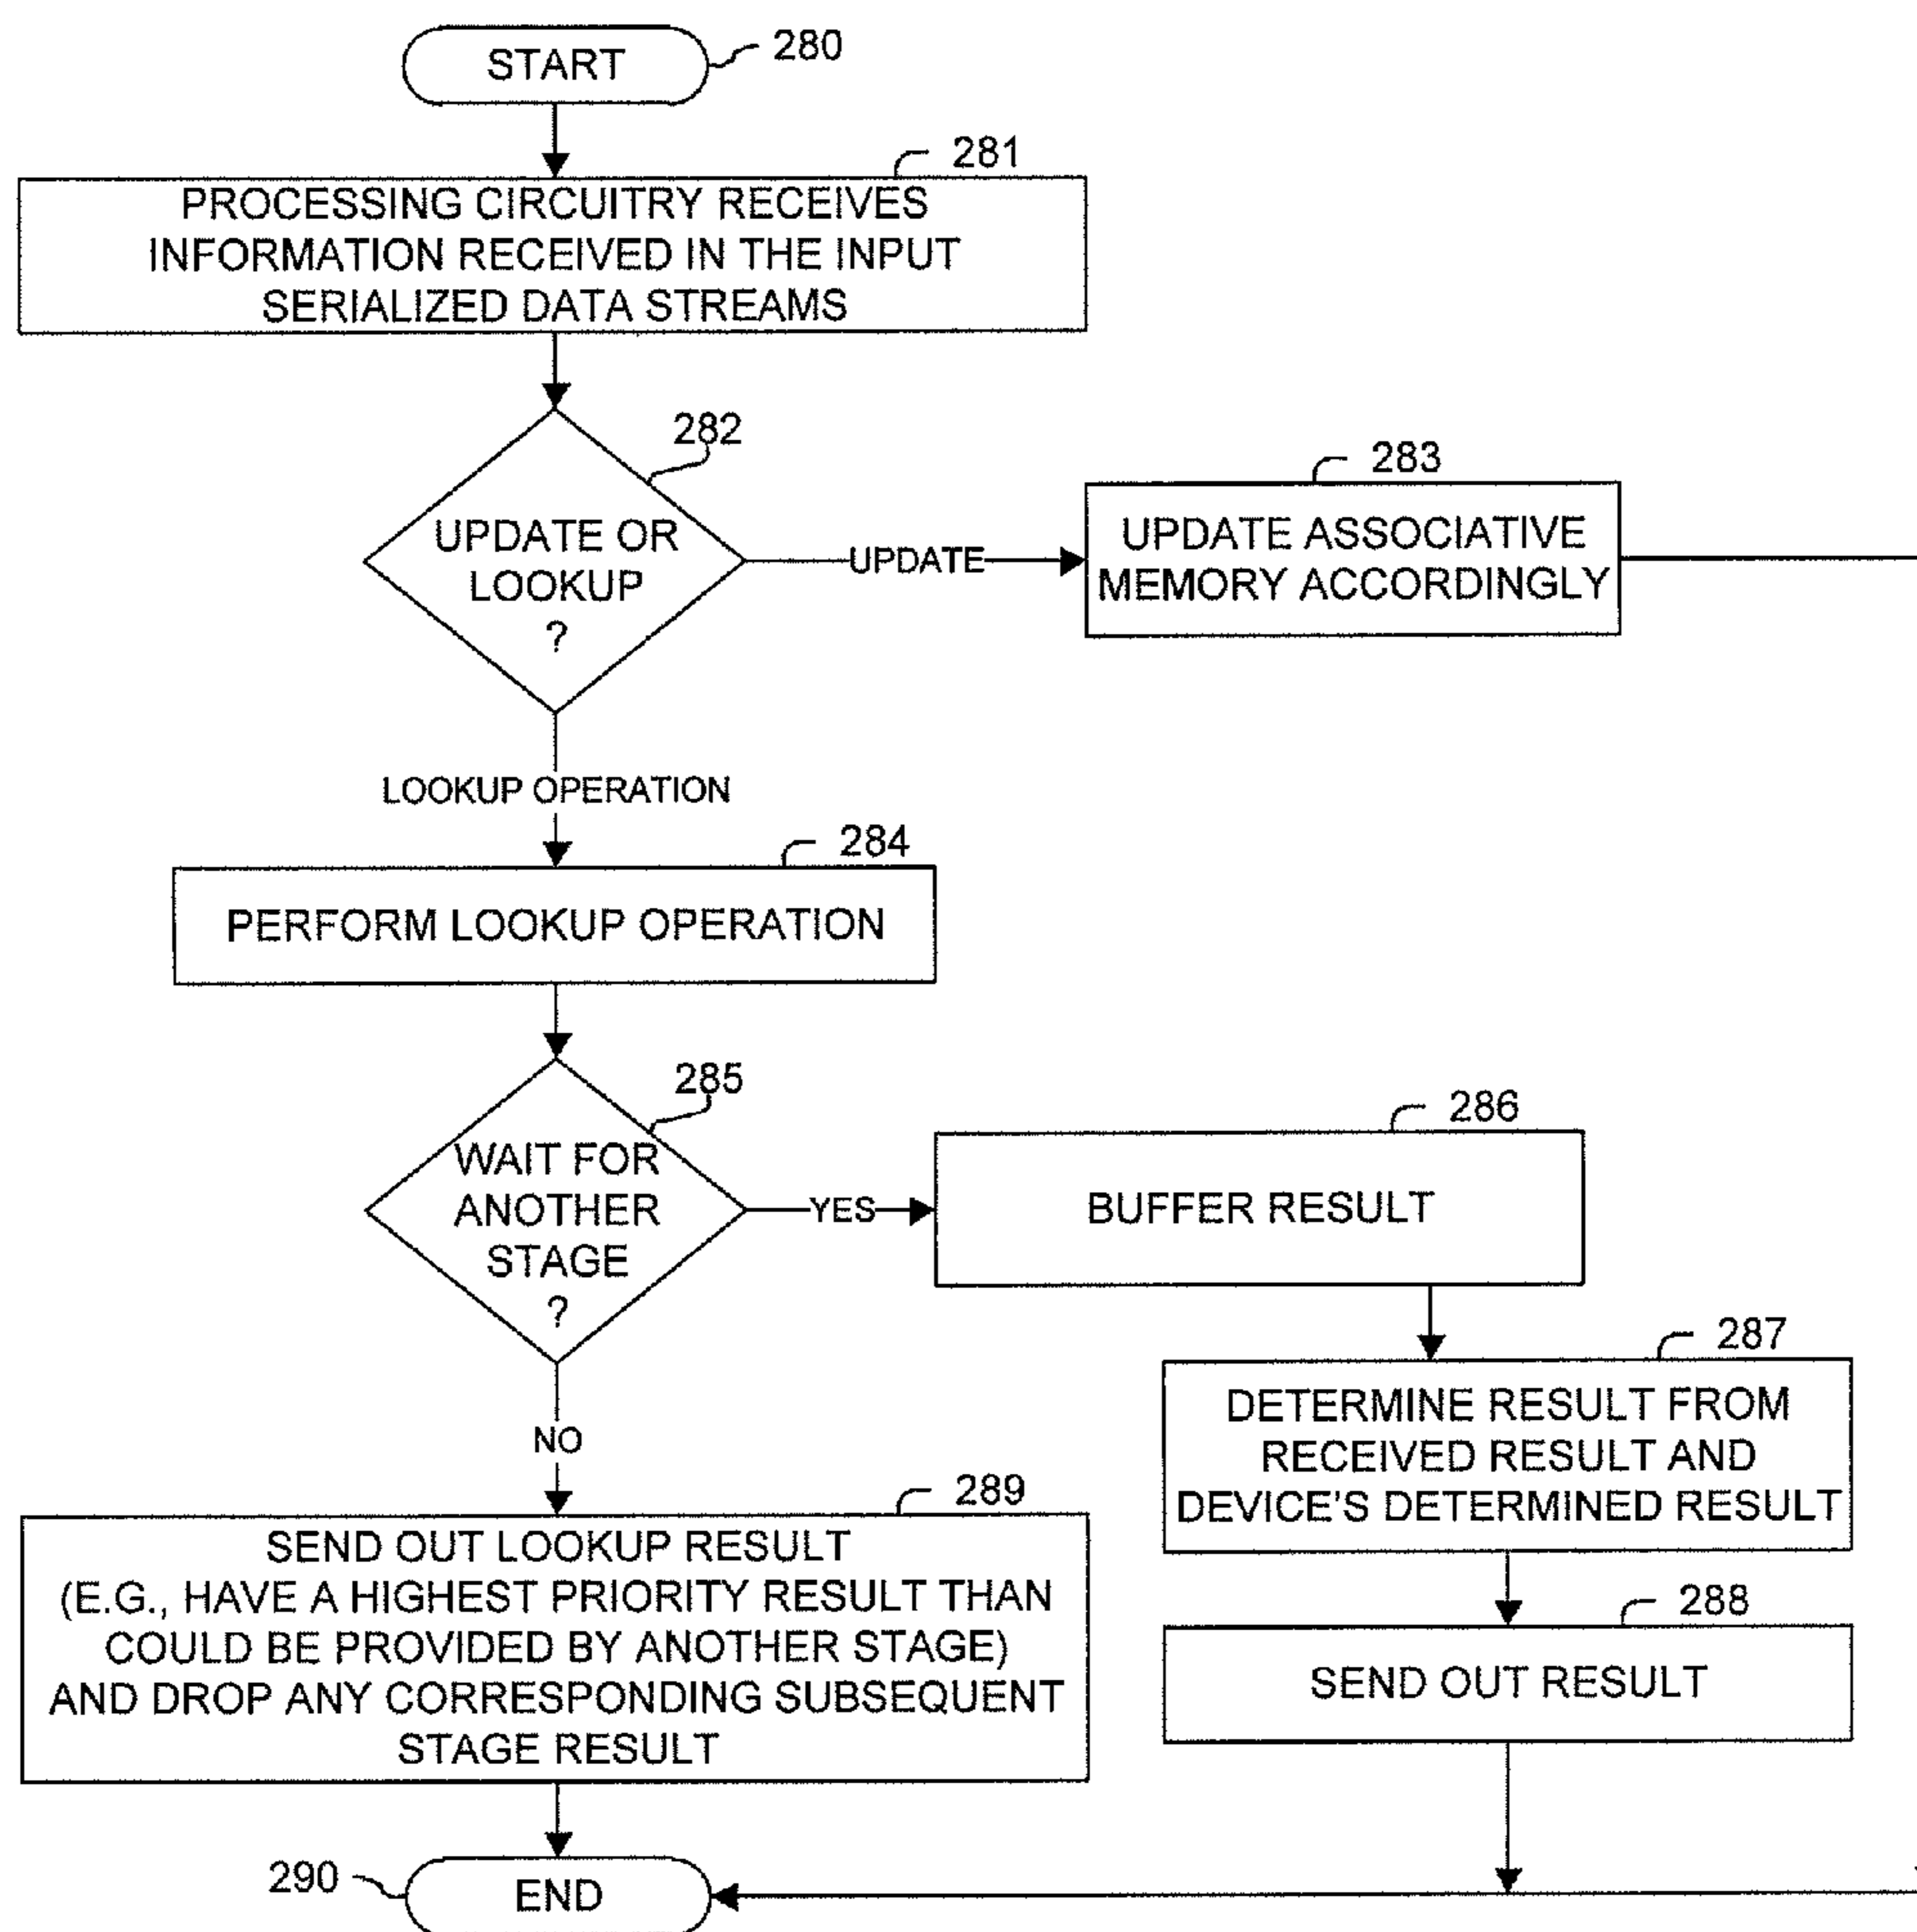 START
280
281
PROCESSING CIRCUITRY RECEIVES
INFORMATION RECEIVED IN THE INPUT
SERIALIZED DATA STREAMS
282
UPDATE OR
LOOKUP
?
UPDATE
283
UPDATE ASSOCIATIVE
MEMORY ACCORDINGLY
LOOKUP OPERATION
284
PERFORM LOOKUP OPERATION
285
WAIT FOR
ANOTHER
STAGE
?
YES
286
BUFFER RESULT
287
DETERMINE RESULT FROM
RECEIVED RESULT AND
DEVICE'S DETERMINED RESULT
288
SEND OUT RESULT
NO
289
SEND OUT LOOKUP RESULT
(E.G., HAVE A HIGHEST PRIORITY RESULT THAN
COULD BE PROVIDED BY ANOTHER STAGE)
AND DROP ANY CORRESPONDING SUBSEQUENT
STAGE RESULT
290
END